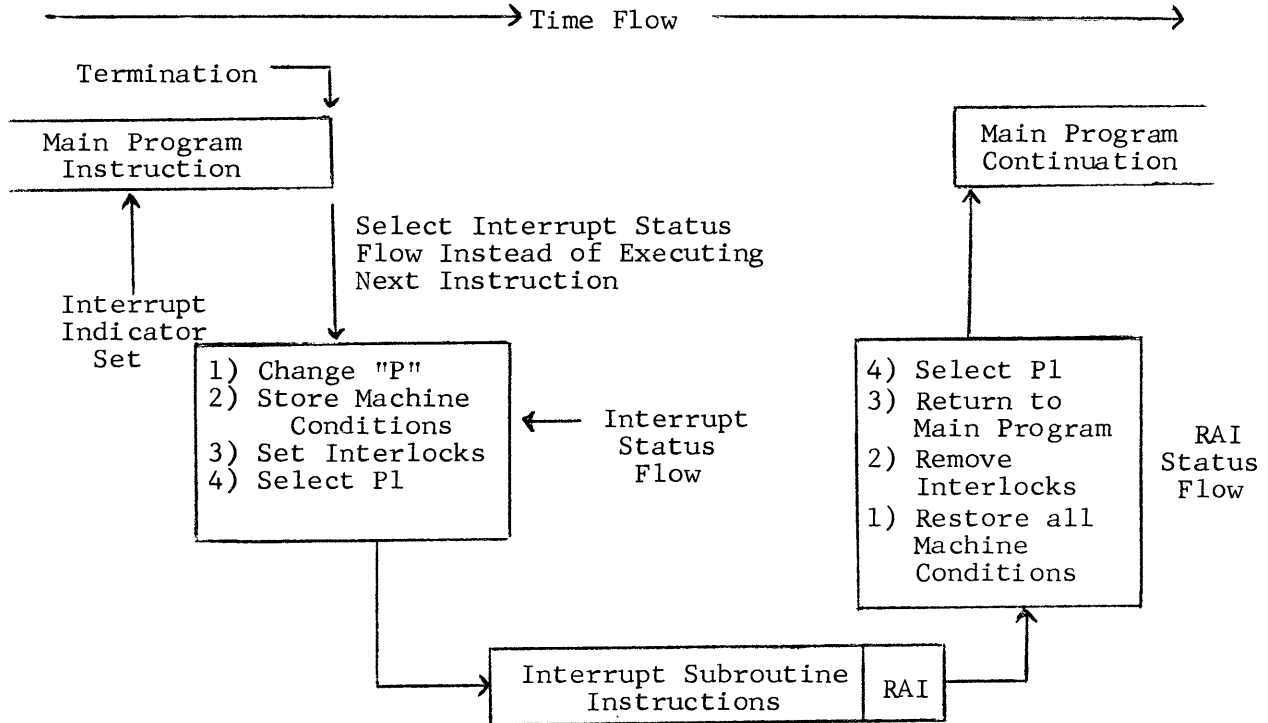 Time Flow
Termination
Main Program
Instruction
Main Program
Continuation
Select Interrupt Status
Flow Instead of Executing
Next Instruction
Interrupt
Indicator
Set
1) Change "P"
2) Store Machine
Conditions
3) Set Interlocks
4) Select P1
Interrupt
Status
Flow
4) Select P1
3) Return to
Main Program
2) Remove
Interlocks
1) Restore all
Machine
Conditions
RAI
Status
Flow
Interrupt Subroutine
Instructions
RAI